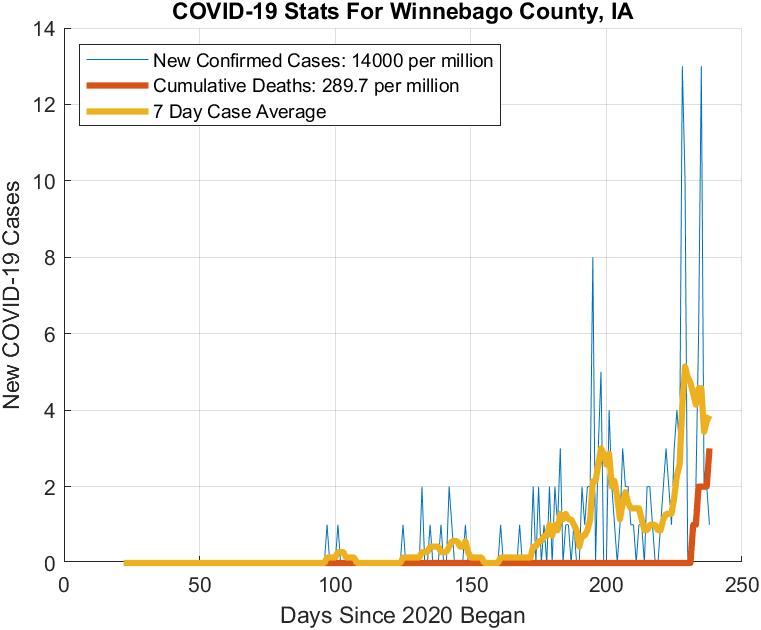 COVID-19 Stats For Winnebago County, IA
New Confirmed Cases: 14000 per million
Cumulative Deaths: 289.7 per million
7 Day Case Average
14
12
10
8
6
4
2
0
New COVID-19 Cases
0 50 100 150 200 250
Days Since 2020 Began